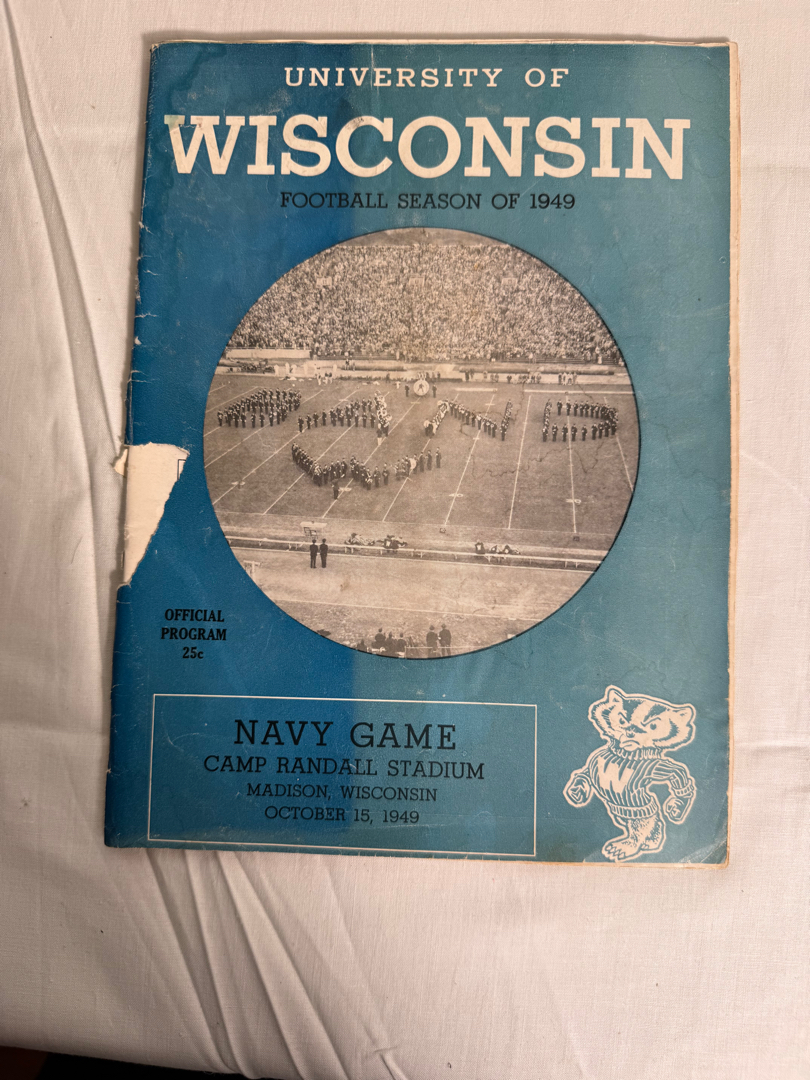 UNIVERSITY OF
WISCONSIN
FOOTBALL SEASON OF 1949
OFFICIAL
PROGRAM
25c
NAVY GAME
CAMP RANDALL STADIUM
MADISON, WISCONSIN
OCTOBER 15, 1949
W